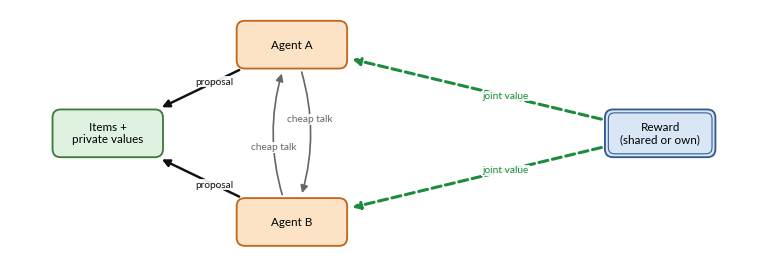 Agent A
proposal
joint value
cheap talk
Items +
private values
Reward
(shared or own)
cheap talk
joint value
proposal
Agent B